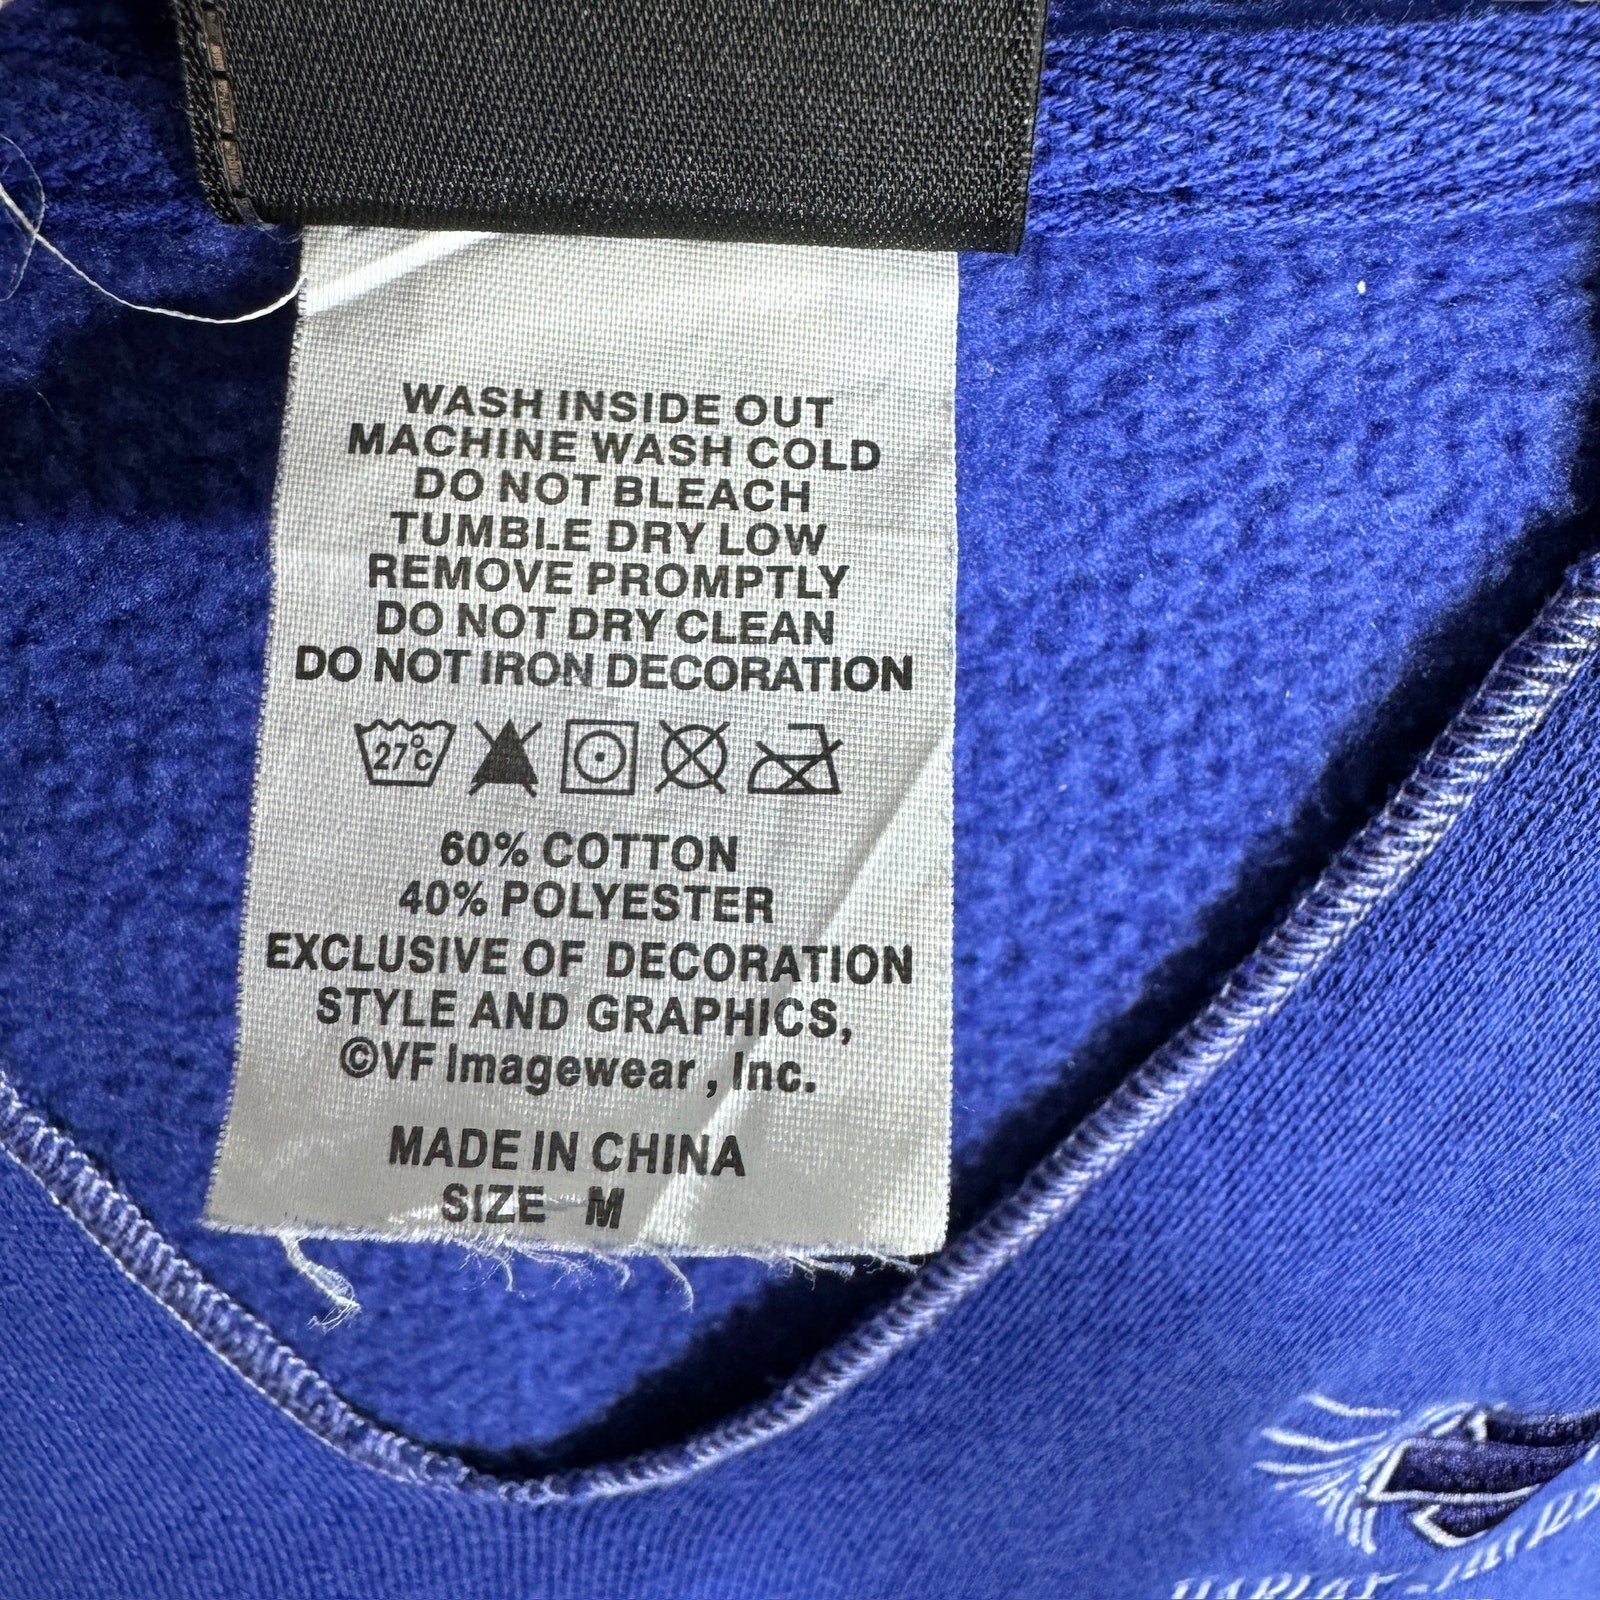 WASH INSIDE OUT
MACHINE WASH COLD
DO NOT BLEACH
TUMBLE DRY LOW
REMOVE PROMPTLY
DO NOT DRY CLEAN
DO NOT IRON DECORATION
27°C
60% COTTON
40% POLYESTER
EXCLUSIVE OF DECORATION
STYLE AND GRAPHICS,
©VF Imagewear, Inc.
MADE IN CHINA
SIZE M